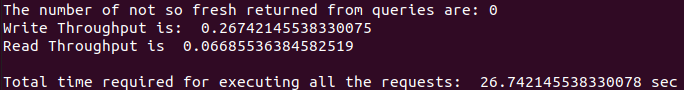 The number of not so fresh returned from queries are: 0
Write Throughput is:  0.26742145538330075
Read Throughput is  0.06685536384582519
Total time required for executing all the requests:  26.742145538330078 sec